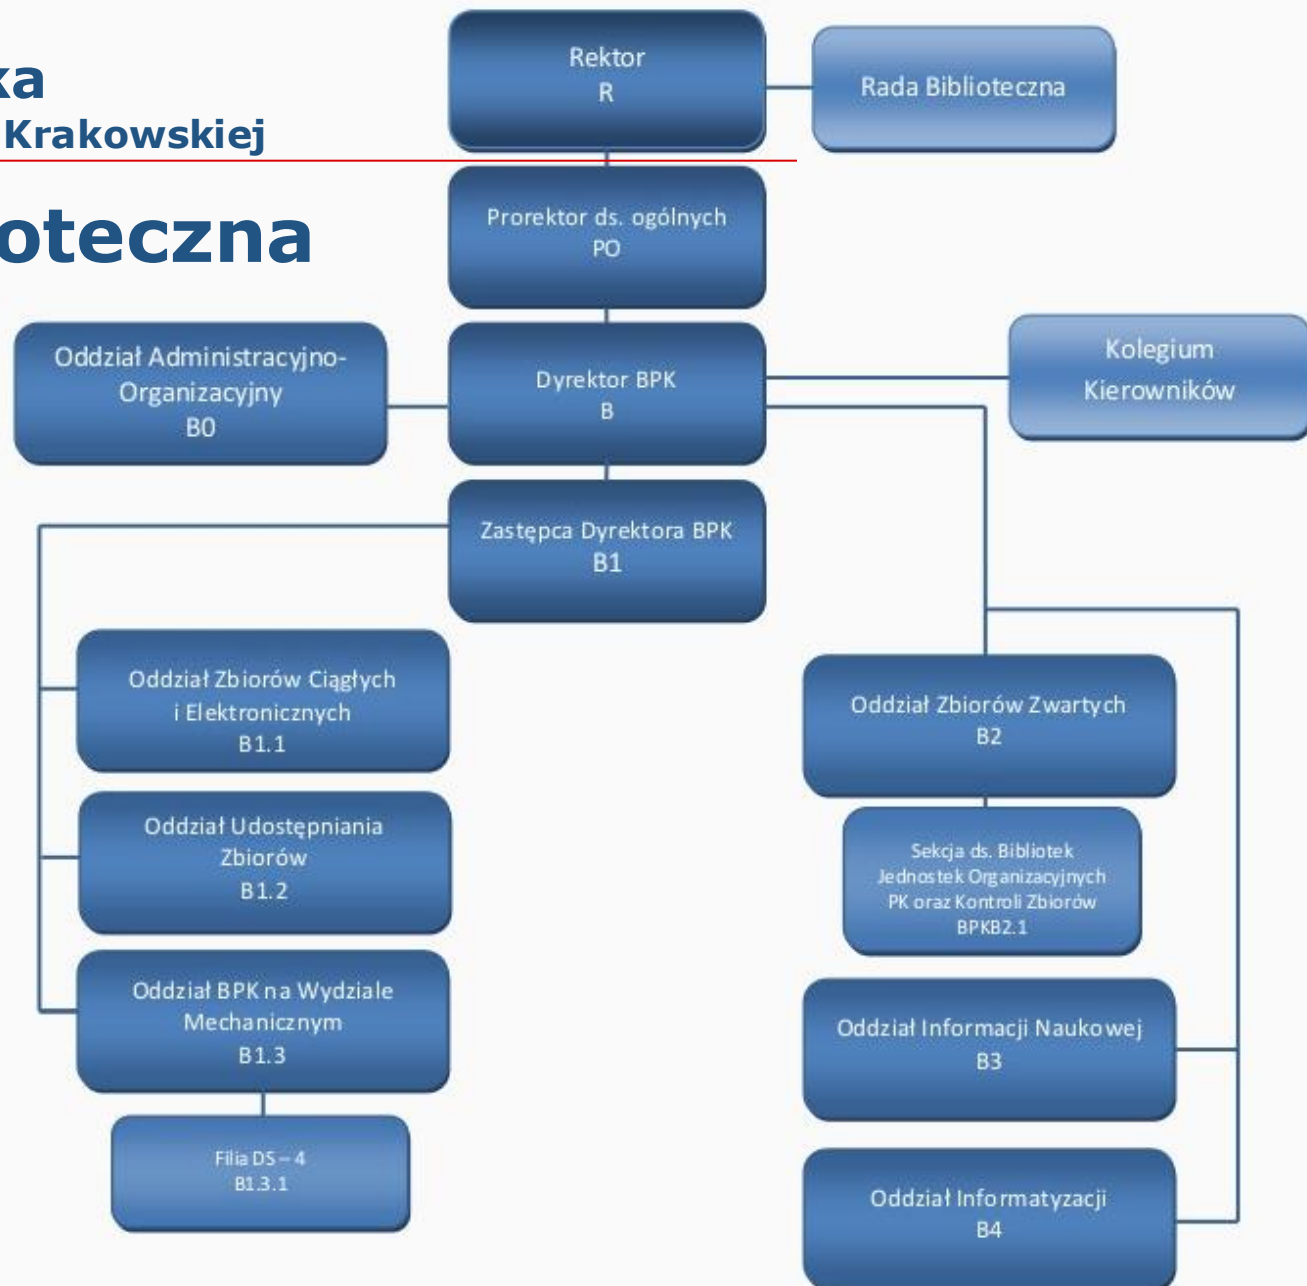 ka
Krakowskiej
oteczna
Rektor
R
Rada Biblioteczna
Prorektor ds. ogólnych
PO
Oddział Administracyjno-
Organizacyjny
B0
Dyrektor BPK
B
Kolegium
Kierowników
Zastępca Dyrektora BPK
B1
Oddział Zbiorów Ciągłych
i Elektronicznych
B1.1
Oddział Udostępniania
Zbiorów
B1.2
Oddział BPK na Wydziale
Mechanicznym
B1.3
Filia DS – 4
B1.3.1
Oddział Zbiorów Zwartych
B2
Sekcja ds. Bibliotek
Jednostek Organizacyjnych
PK oraz Kontroli Zbiorów
BPKB2.1
Oddział Informacji Naukowej
B3
Oddział Informatyzacji
B4